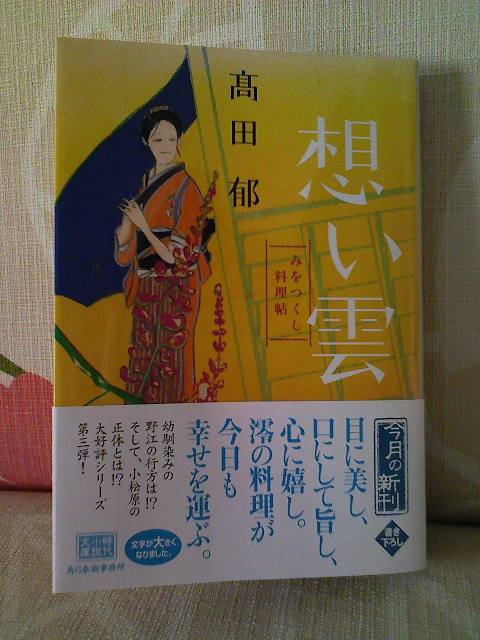 髙田 郁
想い雲
みをつくし
料理帖
今月の新刊
書き
下ろし
目に美し、
口にして旨し、
心に嬉し。
澪の料理が
今日も
幸せを運ぶ。
幼馴染みの
野江の行方は!?
そして、小松原の
正体とは!?
大好評シリーズ
第三弾!
文字が大きく
なりました。
時代
小説
文庫
角川春樹事務所